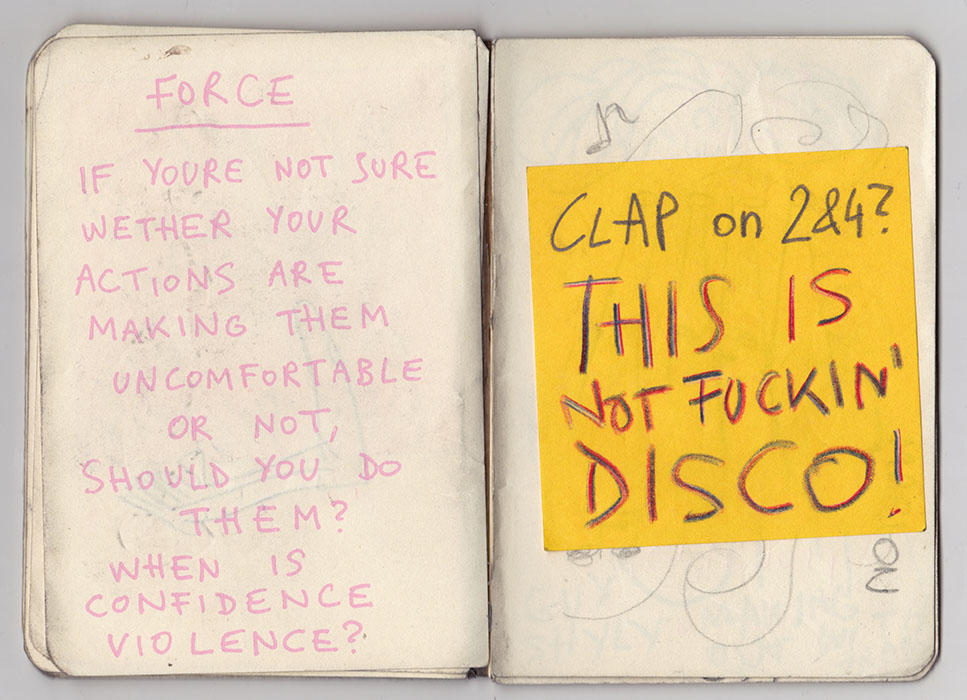 FORCE
IF YOURE NOT SURE
WETHER YOUR
ACTIONS ARE
MAKING THEM
UNCOMFORTABLE
OR NOT,
SHOULD YOU DO
THEM?
WHEN IS
CONFIDENCE
VIOLENCE?
CLAP on 2&4?
THIS IS
NOT FUCKIN'
DISCO!
ON